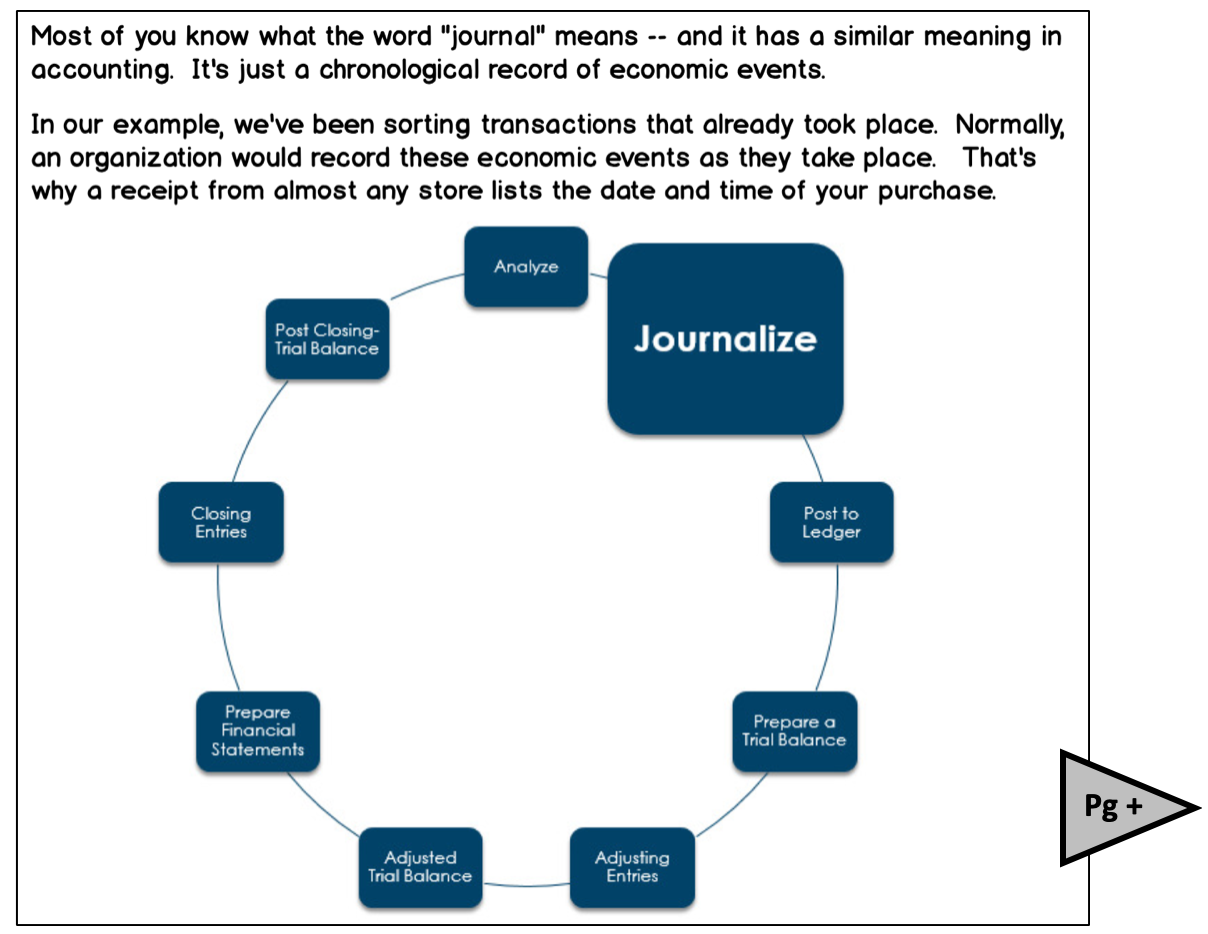 Most of you know what the word "journal" means -- and it has a similar meaning in
accounting.  It's just a chronological record of economic events.
In our example, we've been sorting transactions that already took place.  Normally,
an organization would record these economic events as they take place.   That's
why a receipt from almost any store lists the date and time of your purchase.
Analyze
Journalize
Post to
Ledger
Prepare a
Trial Balance
Adjusting
Entries
Adjusted
Trial Balance
Prepare
Financial
Statements
Closing
Entries
Post Closing-
Trial Balance
Pg +